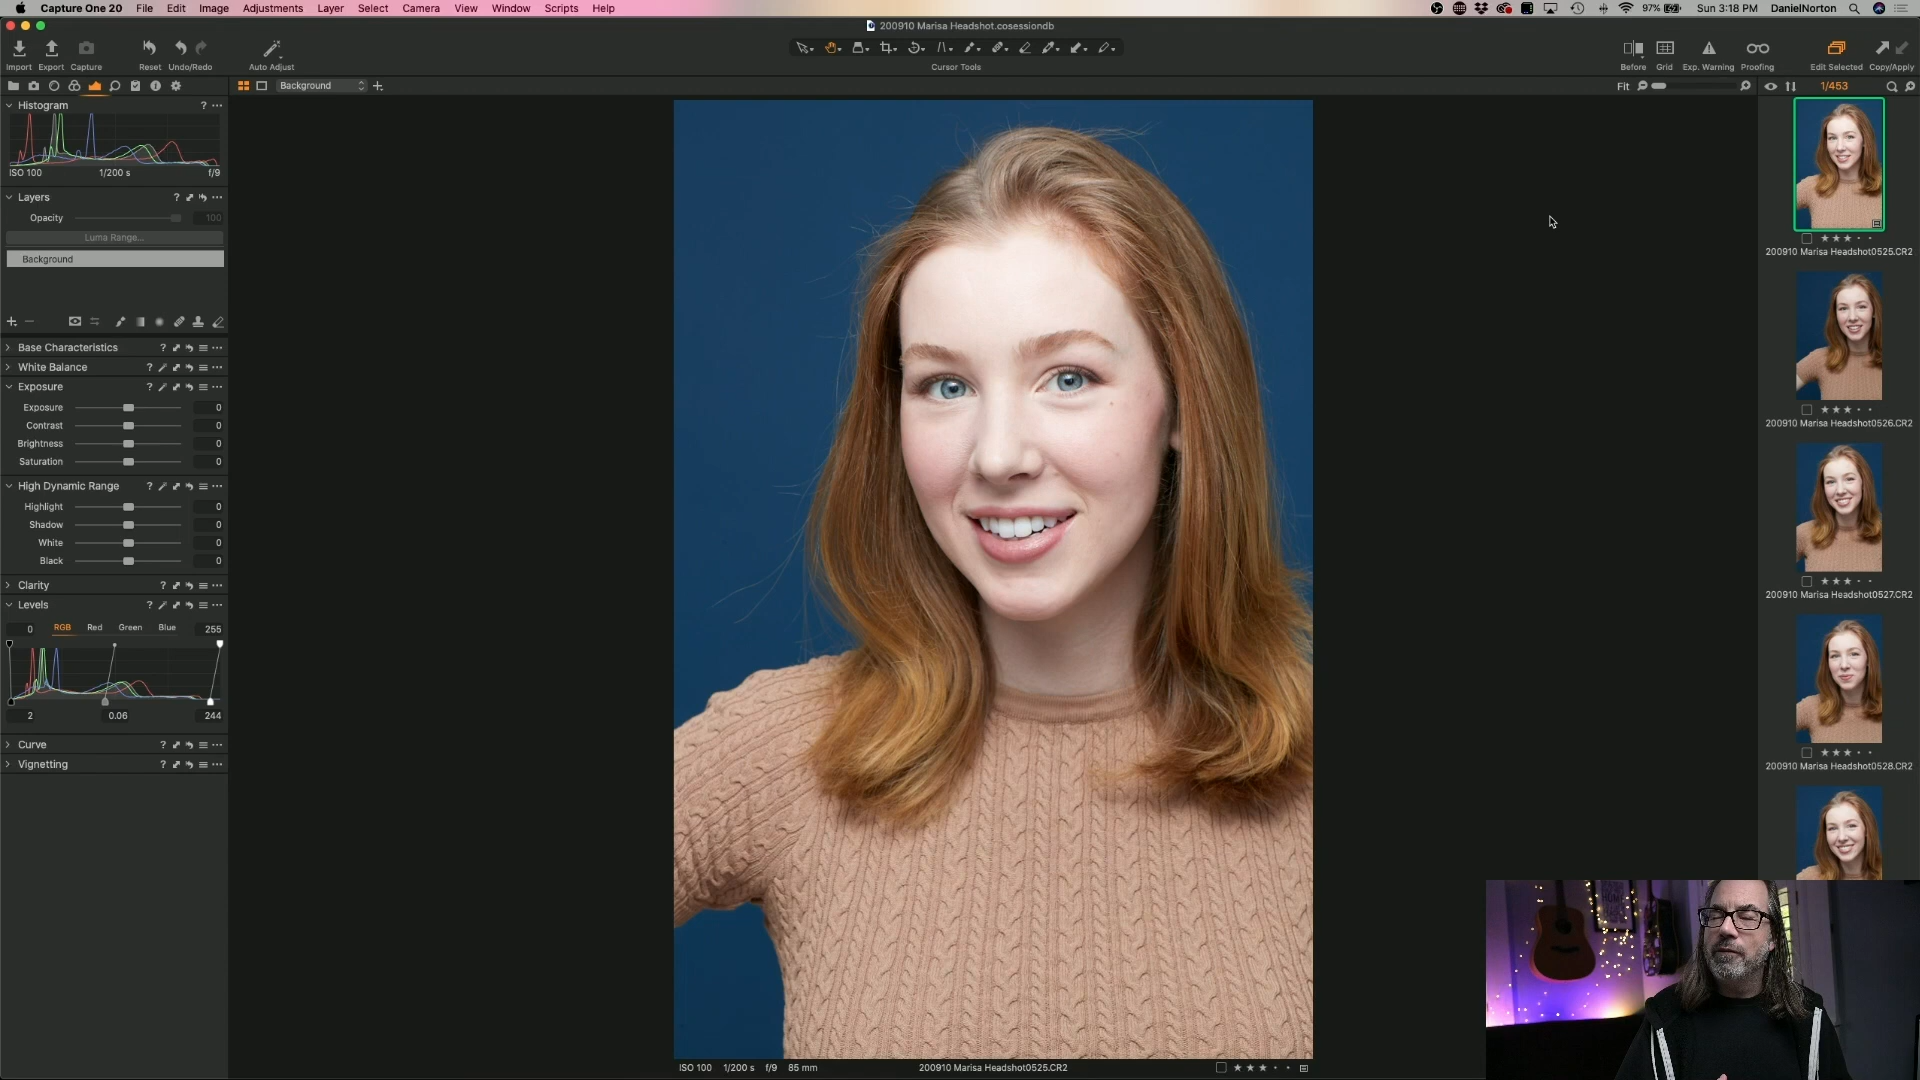 Capture One 20 File Edit Image Adjustments Layer Select Camera View Window Scripts Help 97% Sun 3:18 PM DanielNorton
200910 Marisa Headshot.cosessiondb
Import Export Capture Reset Undo/Redo Auto Adjust Cursor Tools Before Grid Exp. Warning Proofing Edit Selected Copy/Apply
Background Fit 1/453
Histogram ?
ISO 100 1/200 s f/9
Layers ?
Opacity 100
Luma Range...
Background
Base Characteristics ?
White Balance ?
Exposure ?
Exposure 0
Contrast 0
Brightness 0
Saturation 0
High Dynamic Range ?
Highlight 0
Shadow 0
White 0
Black 0
Clarity ?
Levels ?
0 RGB Red Green Blue 255
2 0.06 244
Curve ?
Vignetting ?
ISO 100 1/200 s f/9 85 mm 200910 Marisa Headshot0525.CR2
200910 Marisa Headshot0525.CR2
200910 Marisa Headshot0526.CR2
200910 Marisa Headshot0527.CR2
200910 Marisa Headshot0528.CR2